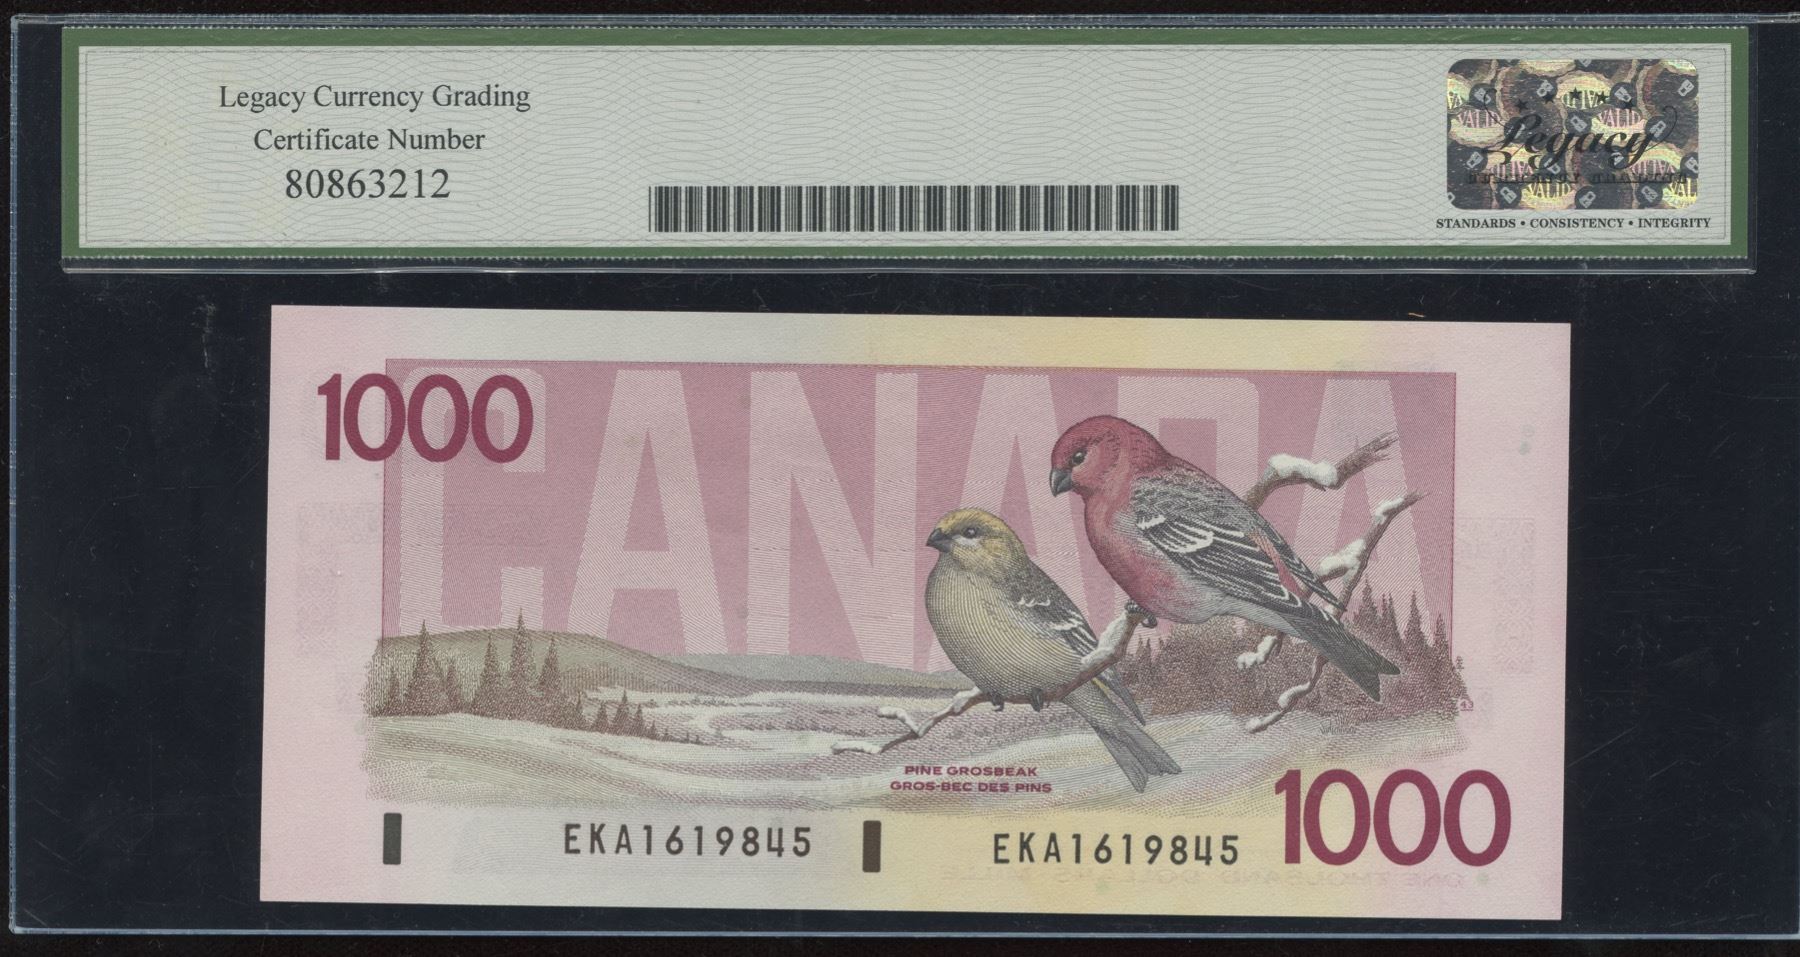 Legacy Currency Grading
Certificate Number
80863212
Legacy
STANDARDS • CONSISTENCY • INTEGRITY
1000
CANADA
PINE GROSBEAK
GROS-BEC DES PINS
EKA1619845
EKA1619845
1000